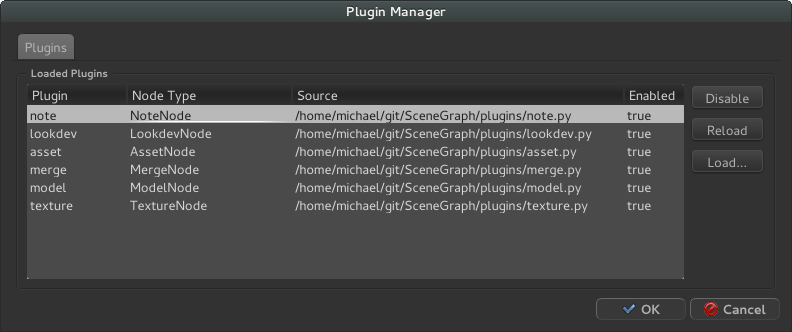 Plugin Manager
Plugins
Loaded Plugins
Plugin Node Type Source Enabled
note NoteNode /home/michael/git/SceneGraph/plugins/note.py true
lookdev LookdevNode /home/michael/git/SceneGraph/plugins/lookdev.py true
asset AssetNode /home/michael/git/SceneGraph/plugins/asset.py true
merge MergeNode /home/michael/git/SceneGraph/plugins/merge.py true
model ModelNode /home/michael/git/SceneGraph/plugins/model.py true
texture TextureNode /home/michael/git/SceneGraph/plugins/texture.py true
Disable
Reload
Load...
OK Cancel